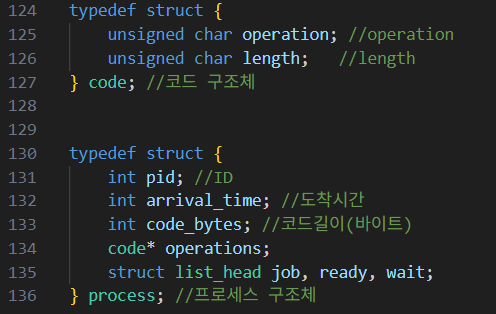 124 typedef struct {
125     unsigned char operation; //operation
126     unsigned char length;   //length
127 } code; //코드 구조체
128
129
130 typedef struct {
131     int pid; //ID
132     int arrival_time; //도착시간
133     int code_bytes; //코드길이(바이트)
134     code* operations;
135     struct list_head job, ready, wait;
136 } process; //프로세스 구조체